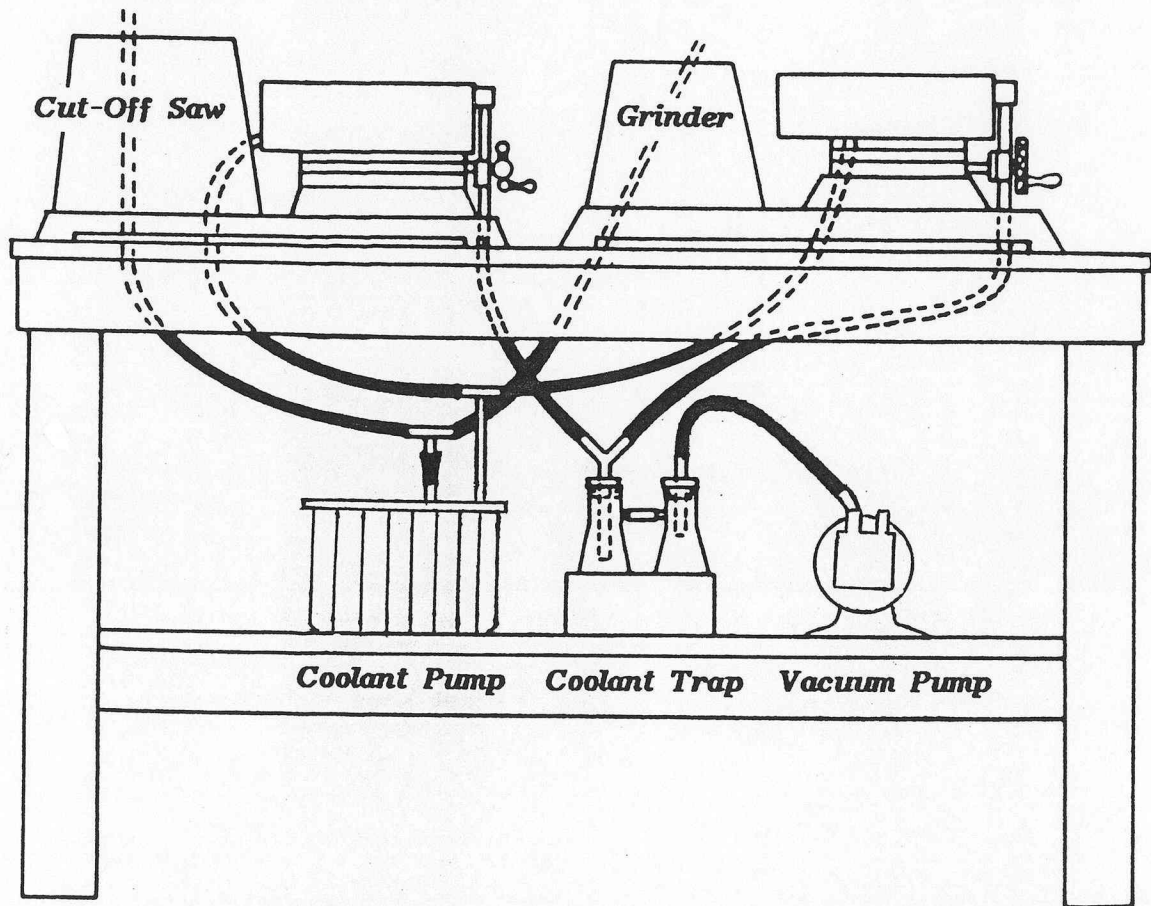 Cut-Off Saw
Grinder
Coolant Pump
Coolant Trap
Vacuum Pump